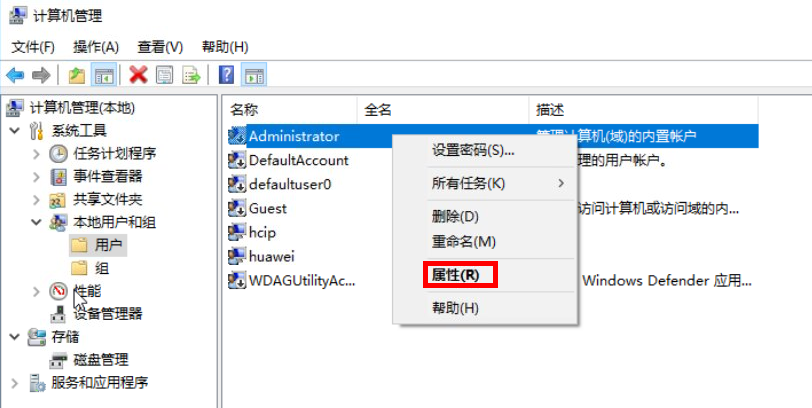 计算机管理
文件(F) 操作(A) 查看(V) 帮助(H)
计算机管理(本地)
系统工具
任务计划程序
事件查看器
共享文件夹
本地用户和组
用户
组
性能
设备管理器
存储
磁盘管理
服务和应用程序
名称 全名 描述
Administrator 管理计算机(域)的内置帐户
DefaultAccount 理的用户帐户。
defaultuser0
Guest 访问计算机或访问域的内...
hcip
huawei
WDAGUtilityAc... Windows Defender 应用...
设置密码(S)...
所有任务(K)
删除(D)
重命名(M)
属性(R)
帮助(H)